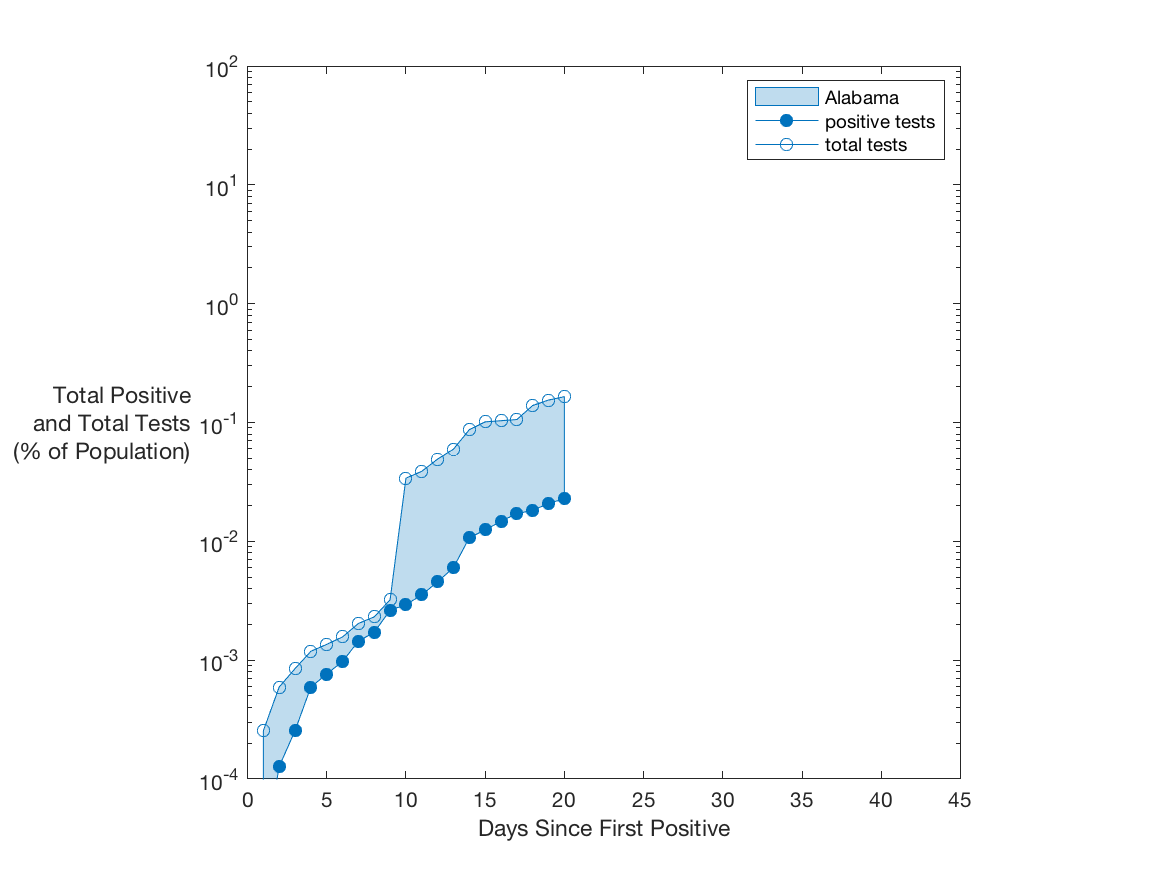 10^2
10^1
10^0
10^-1
10^-2
10^-3
10^-4
Total Positive
and Total Tests
(% of Population)
Alabama
positive tests
total tests
0 5 10 15 20 25 30 35 40 45
Days Since First Positive